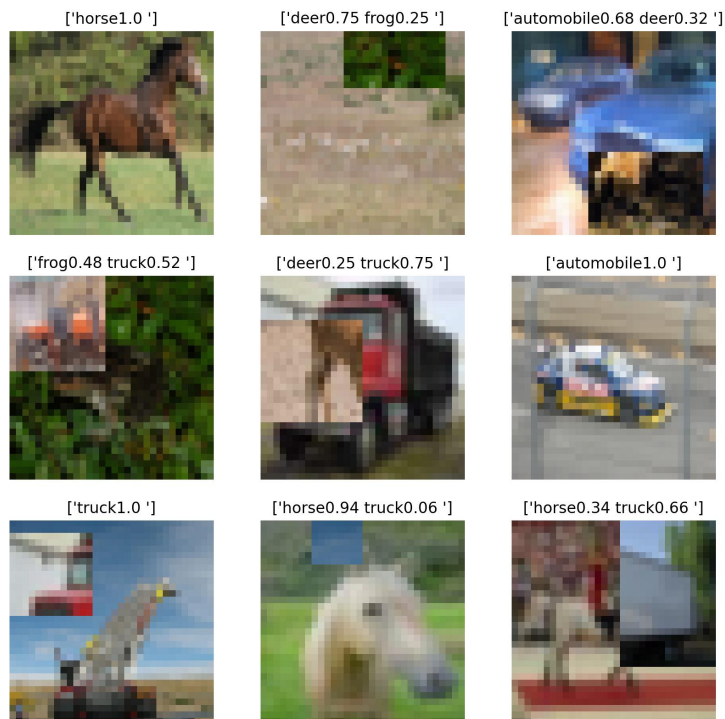 ['horse1.0 ']
['deer0.75 frog0.25 ']
['automobile0.68 deer0.32 ']
['frog0.48 truck0.52 ']
['deer0.25 truck0.75 ']
['automobile1.0 ']
['truck1.0 ']
['horse0.94 truck0.06 ']
['horse0.34 truck0.66 ']